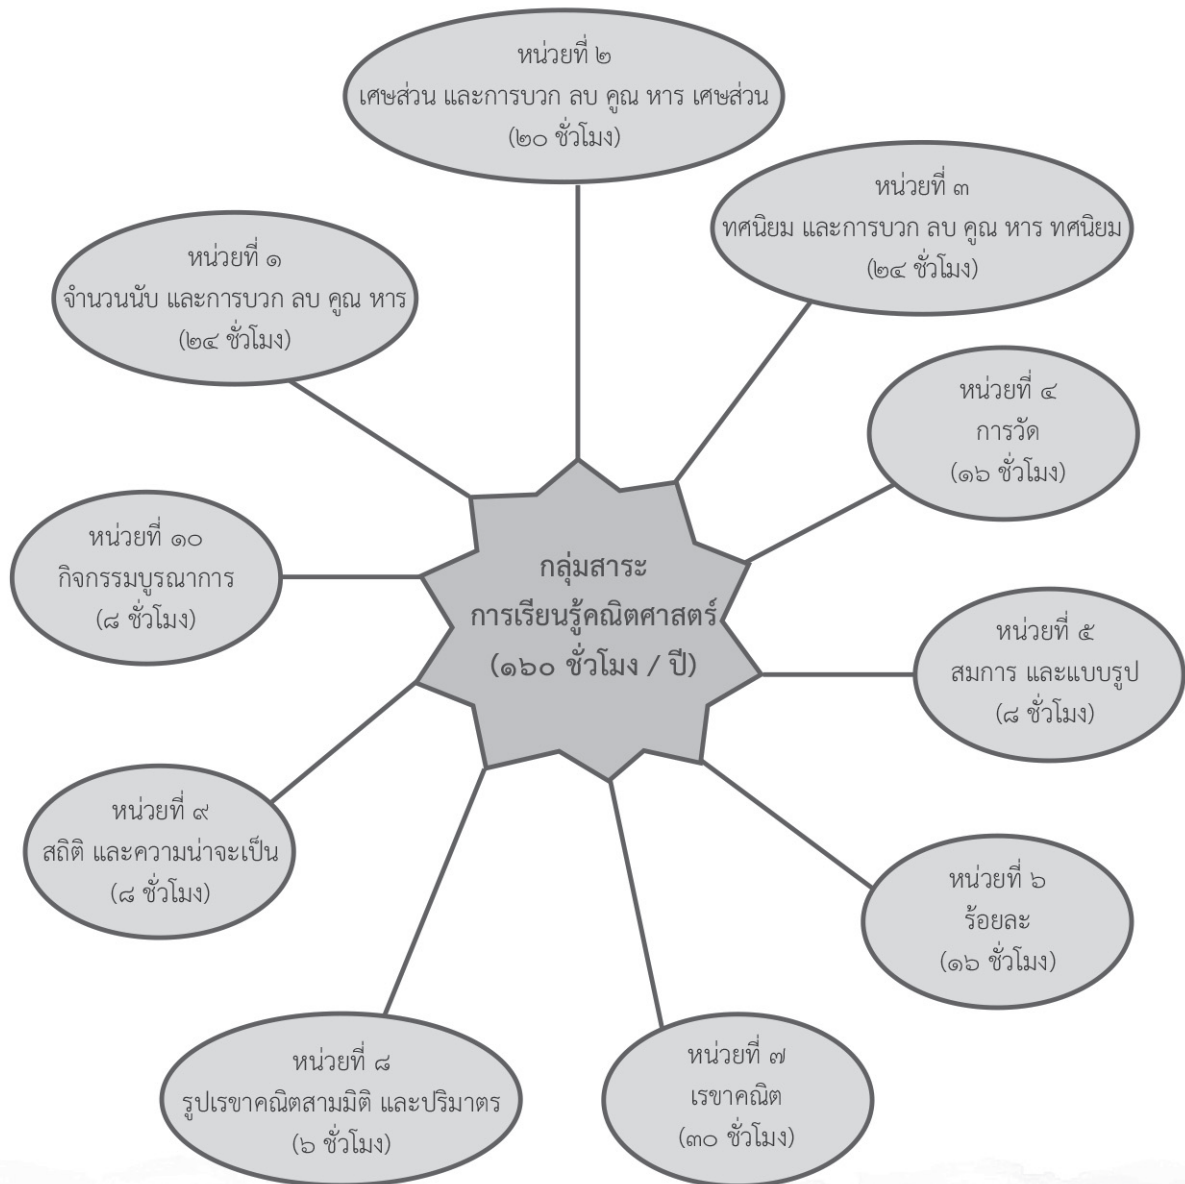 หน่วยที่ ๒
เศษส่วน และการบวก ลบ คูณ หาร เศษส่วน
(๒๐ ชั่วโมง)
หน่วยที่ ๓
ทศนิยม และการบวก ลบ คูณ หาร ทศนิยม
(๒๔ ชั่วโมง)
หน่วยที่ ๑
จำนวนนับ และการบวก ลบ คูณ หาร
(๒๔ ชั่วโมง)
หน่วยที่ ๔
การวัด
(๑๖ ชั่วโมง)
หน่วยที่ ๑๐
กิจกรรมบูรณาการ
(๘ ชั่วโมง)
กลุ่มสาระ
การเรียนรู้คณิตศาสตร์
(๑๖๐ ชั่วโมง / ปี)
หน่วยที่ ๕
สมการ และแบบรูป
(๘ ชั่วโมง)
หน่วยที่ ๙
สถิติ และความน่าจะเป็น
(๘ ชั่วโมง)
หน่วยที่ ๖
ร้อยละ
(๑๖ ชั่วโมง)
หน่วยที่ ๘
รูปเรขาคณิตสามมิติ และปริมาตร
(๖ ชั่วโมง)
หน่วยที่ ๗
เรขาคณิต
(๓๐ ชั่วโมง)